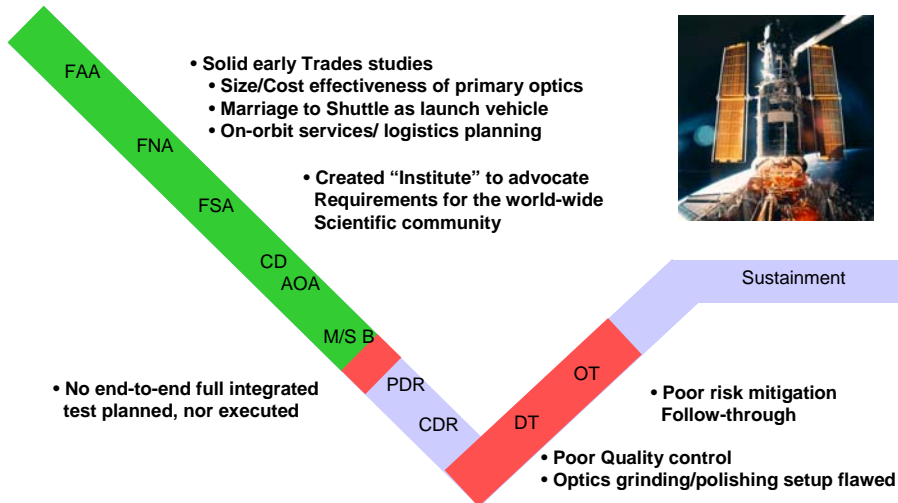 FAA
• Solid early Trades studies
• Size/Cost effectiveness of primary optics
• Marriage to Shuttle as launch vehicle
• On-orbit services/ logistics planning
FNA
• Created “Institute” to advocate
Requirements for the world-wide
Scientific community
FSA
CD
AOA
Sustainment
M/S B
• No end-to-end full integrated
test planned, nor executed
PDR
CDR
OT
DT
• Poor risk mitigation
Follow-through
• Poor Quality control
• Optics grinding/polishing setup flawed